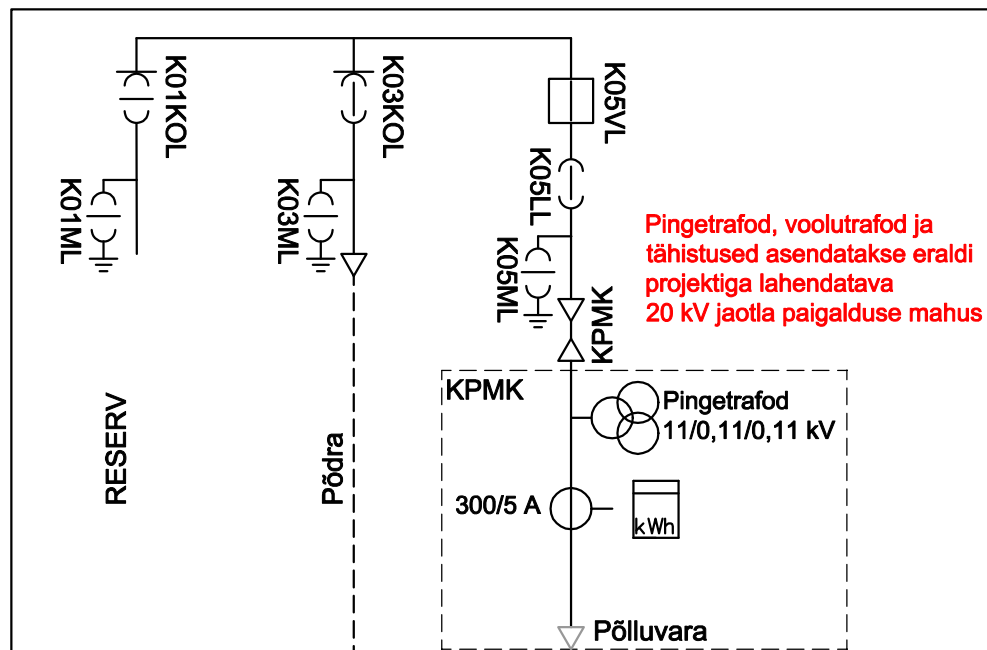 K01KOL
K03KOL
K05VL
K05LL
K01ML
K03ML
K05ML
Pingetrafod, voolutrafod ja
tähistused asendatakse eraldi
projektiga lahendatava
20 kV jaotla paigalduse mahus
KPMK
KPMK
Pingetrafod
11/0,11/0,11 kV
RESERV
Põdra
300/5 A
kWh
Põlluvara